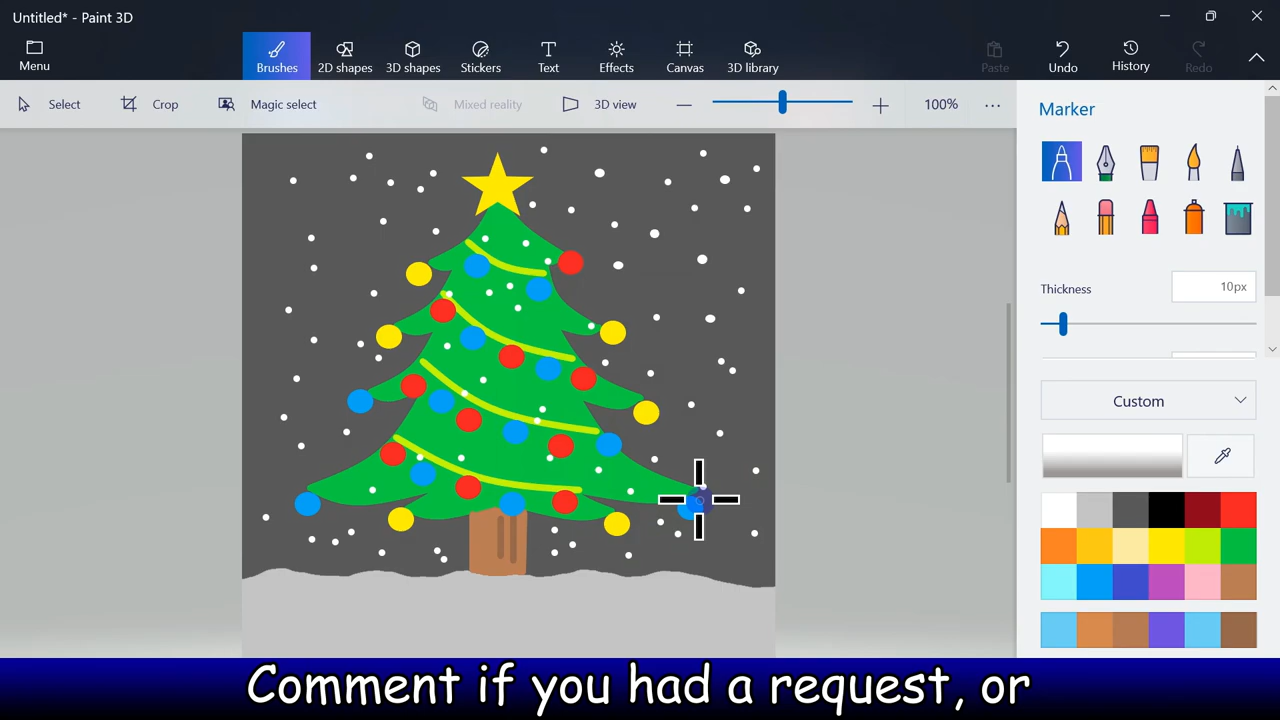 Untitled* - Paint 3D
Menu
Brushes 2D shapes 3D shapes Stickers Text Effects Canvas 3D library Paste Undo History Redo
Select Crop Magic select Mixed reality 3D view 100%
Marker
Thickness 10px
Custom
Comment if you had a request, or